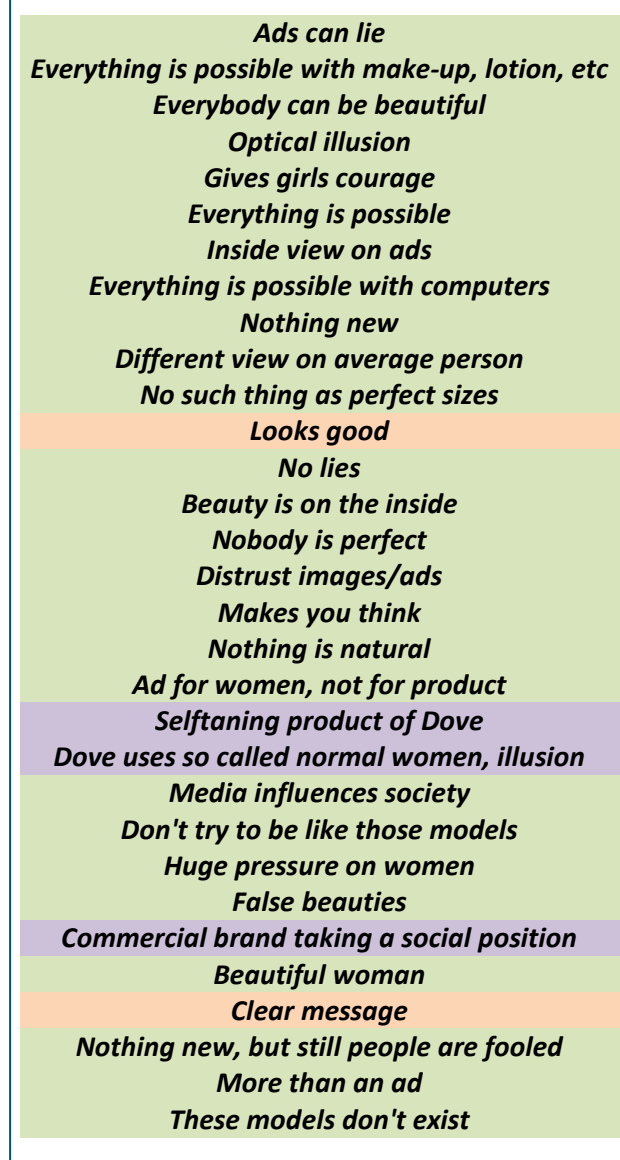 Ads can lie
Everything is possible with make-up, lotion, etc
Everybody can be beautiful
Optical illusion
Gives girls courage
Everything is possible
Inside view on ads
Everything is possible with computers
Nothing new
Different view on average person
No such thing as perfect sizes
Looks good
No lies
Beauty is on the inside
Nobody is perfect
Distrust images/ads
Makes you think
Nothing is natural
Ad for women, not for product
Selftaning product of Dove
Dove uses so called normal women, illusion
Media influences society
Don't try to be like those models
Huge pressure on women
False beauties
Commercial brand taking a social position
Beautiful woman
Clear message
Nothing new, but still people are fooled
More than an ad
These models don't exist